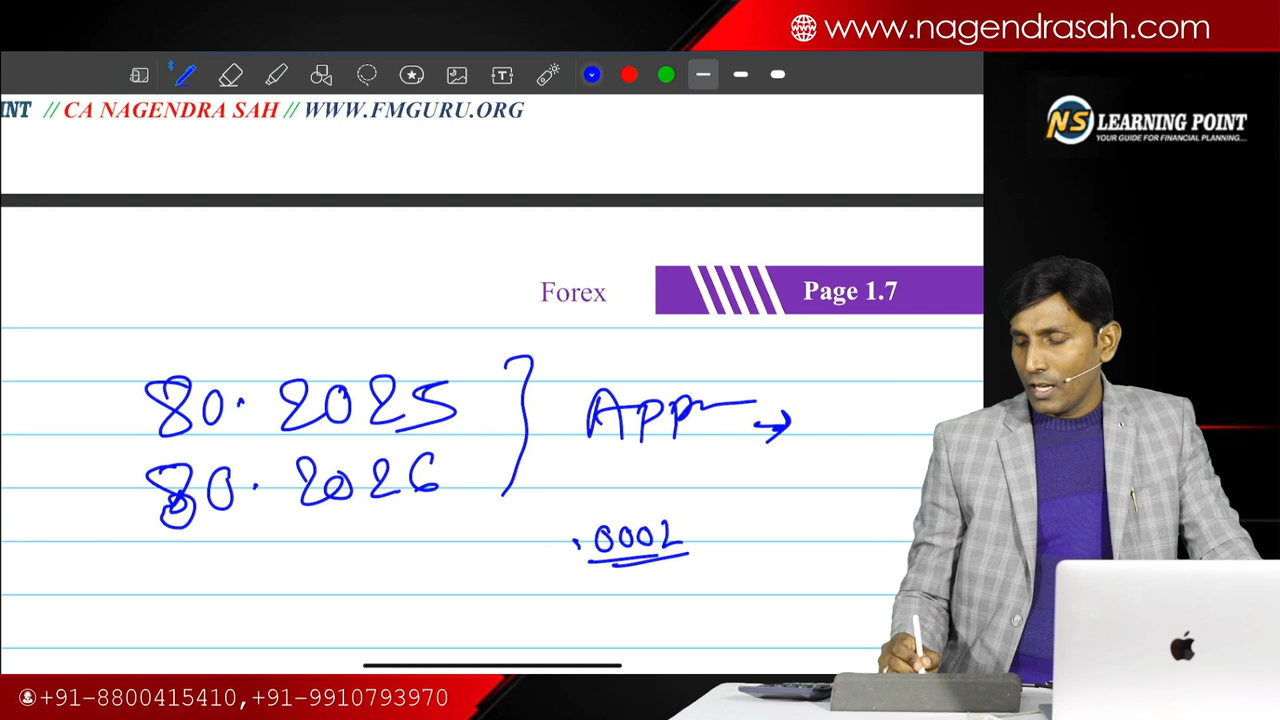 www.nagendrasah.com
INT // CA NAGENDRA SAH // WWW.FMGURU.ORG
NS LEARNING POINT
YOUR GUIDE FOR FINANCIAL PLANNING....
Forex
Page 1.7
80.2025
App
80.2026
.0001
+91-8800415410,+91-9910793970